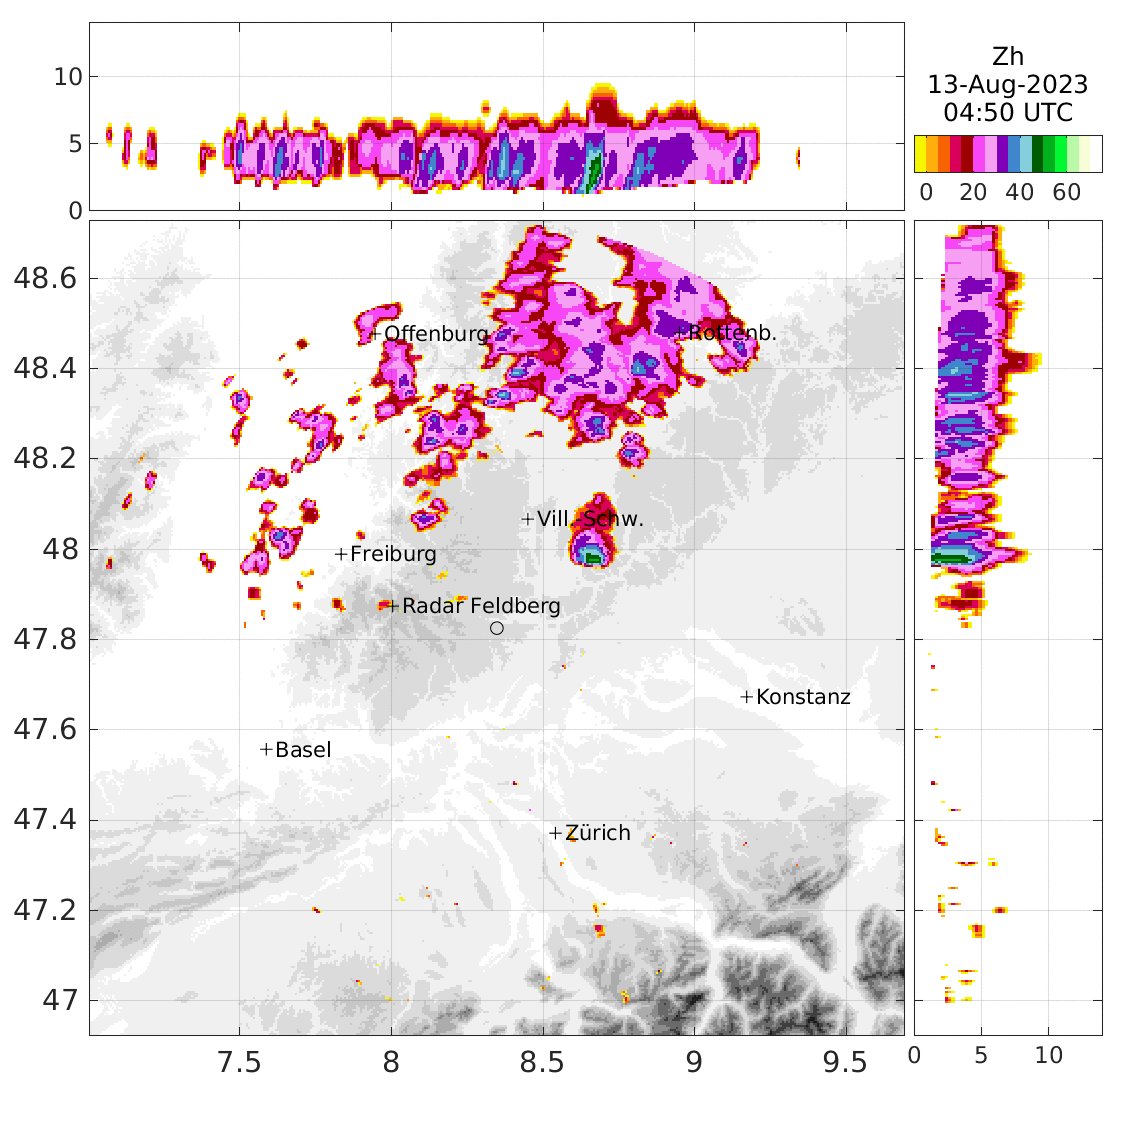 Zh
13-Aug-2023
04:50 UTC
0 20 40 60
10
5
0
48.6
48.4
48.2
48
47.8
47.6
47.4
47.2
47
Offenburg
Rottenb.
Vill.-Schw.
Freiburg
Radar Feldberg
Konstanz
Basel
Zürich
7.5 8 8.5 9 9.5
0 5 10